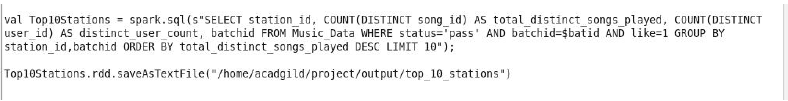 val Top10Stations = spark.sql(s"SELECT station_id, COUNT(DISTINCT song_id) AS total_distinct_songs_played, COUNT(DISTINCT
user_id) AS distinct_user_count, batchid FROM Music_Data WHERE status='pass' AND batchid=$batid AND like=1 GROUP BY
station_id,batchid ORDER BY total_distinct_songs_played DESC LIMIT 10");
Top10Stations.rdd.saveAsTextFile("/home/acadgild/project/output/top_10_stations")